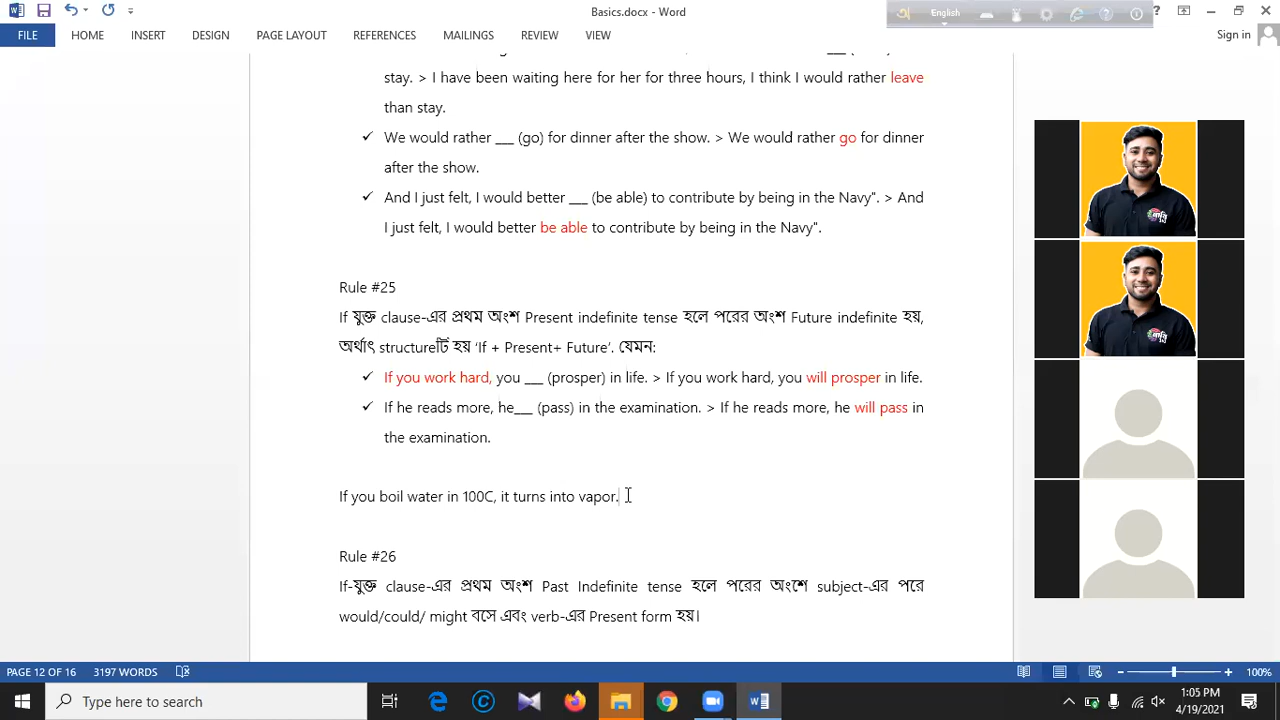 Basics.docx - Word
English
FILE HOME INSERT DESIGN PAGE LAYOUT REFERENCES MAILINGS REVIEW VIEW
Sign in
stay. > I have been waiting here for her for three hours, I think I would rather leave
than stay.
✓ We would rather ___ (go) for dinner after the show. > We would rather go for dinner
after the show.
✓ And I just felt, I would better ___ (be able) to contribute by being in the Navy". > And
I just felt, I would better be able to contribute by being in the Navy".
Rule #25
If যুক্ত clause-এর প্রথম অংশ Present indefinite tense হলে পরের অংশ Future indefinite হয়,
অর্থাৎ structureটি হয় 'If + Present+ Future'. যেমন:
✓ If you work hard, you ___ (prosper) in life. > If you work hard, you will prosper in life.
✓ If he reads more, he___ (pass) in the examination. > If he reads more, he will pass in
the examination.
If you boil water in 100C, it turns into vapor.
Rule #26
If-যুক্ত clause-এর প্রথম অংশ Past Indefinite tense হলে পরের অংশে subject-এর পরে
would/could/ might বসে এবং verb-এর Present form হয়।
PAGE 12 OF 16 3197 WORDS 100%
Type here to search
1:05 PM
4/19/2021